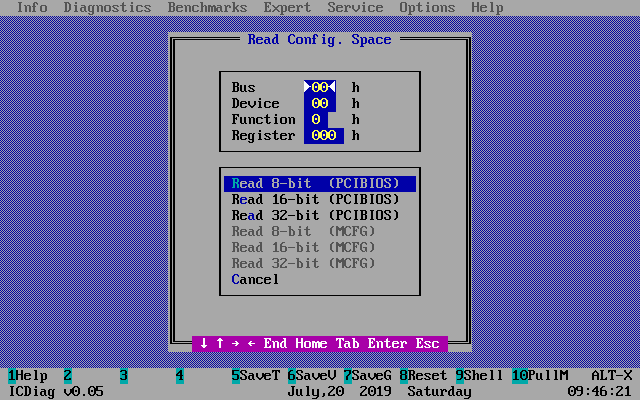 Info Diagnostics Benchmarks Expert Service Options Help
Read Config. Space
Bus ►00◄ h
Device 00 h
Function 0 h
Register 000 h
Read 8-bit (PCIBIOS)
Read 16-bit (PCIBIOS)
Read 32-bit (PCIBIOS)
Read 8-bit (MCFG)
Read 16-bit (MCFG)
Read 32-bit (MCFG)
Cancel
↓ ↑ → ← End Home Tab Enter Esc
1Help 2 3 4 5SaveT 6SaveV 7SaveG 8Reset 9Shell 10PullM ALT-X
ICDiag v0.05 July,20 2019 Saturday 09:46:21